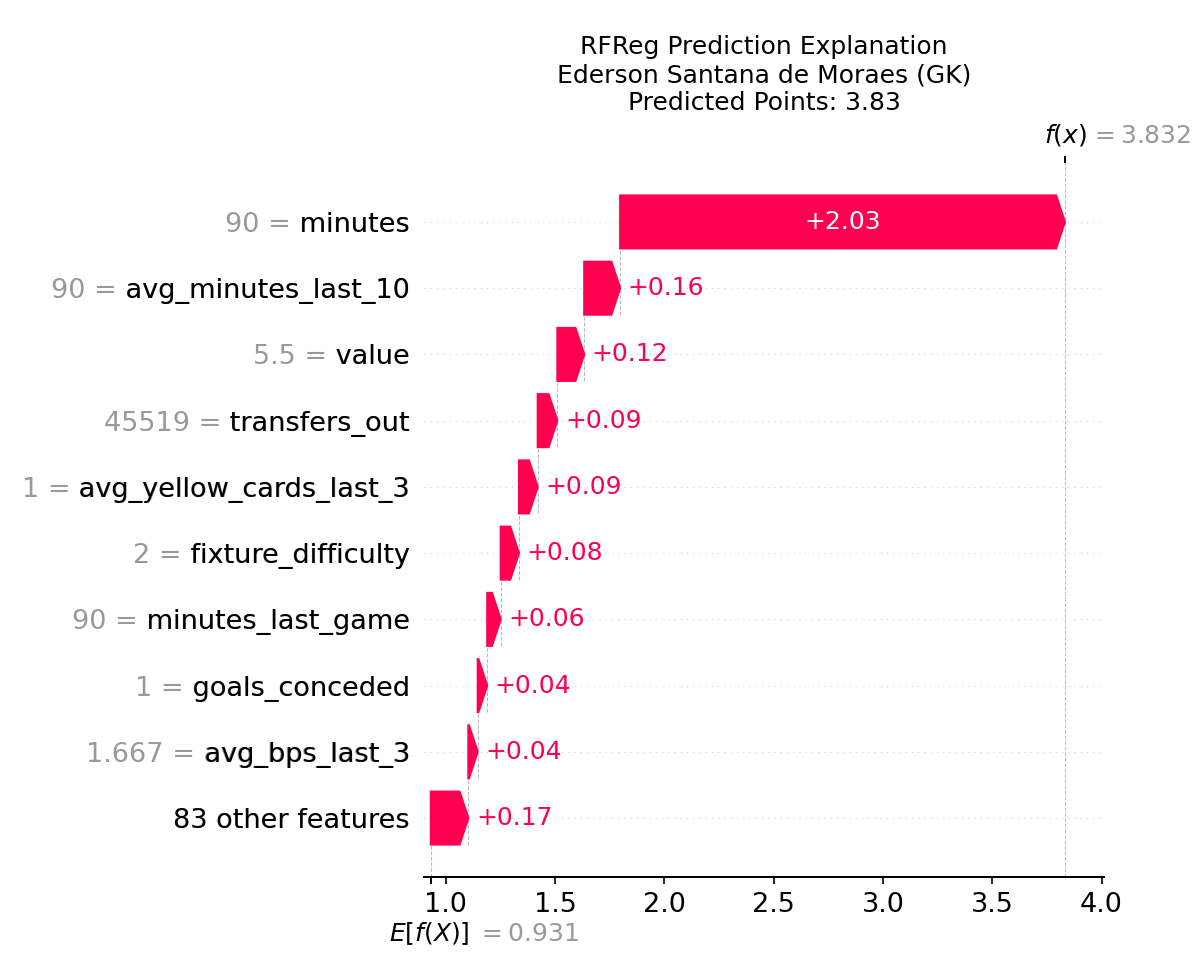 RFReg Prediction Explanation
Ederson Santana de Moraes (GK)
Predicted Points: 3.83
f(x) = 3.832
90 = minutes +2.03
90 = avg_minutes_last_10 +0.16
5.5 = value +0.12
45519 = transfers_out +0.09
1 = avg_yellow_cards_last_3 +0.09
2 = fixture_difficulty +0.08
90 = minutes_last_game +0.06
1 = goals_conceded +0.04
1.667 = avg_bps_last_3 +0.04
83 other features +0.17
1.0 1.5 2.0 2.5 3.0 3.5 4.0
E[f(X)] = 0.931